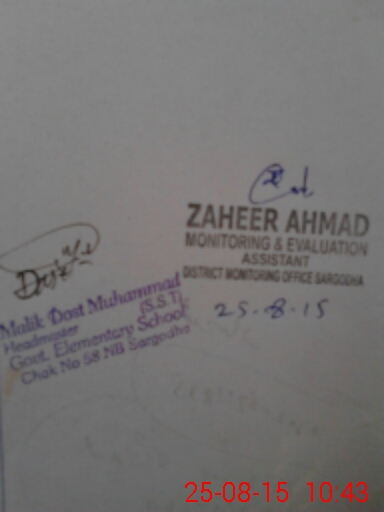 ZAHEER AHMAD
MONITORING & EVALUATION
ASSISTANT
DISTRICT MONITORING OFFICE SARGODHA
25-8-15
Malik Dost Muhammad
(S.S.T)
Headmaster
Govt. Elementary School
Chak No 58 NB Sargodha
25-08-15 10:43